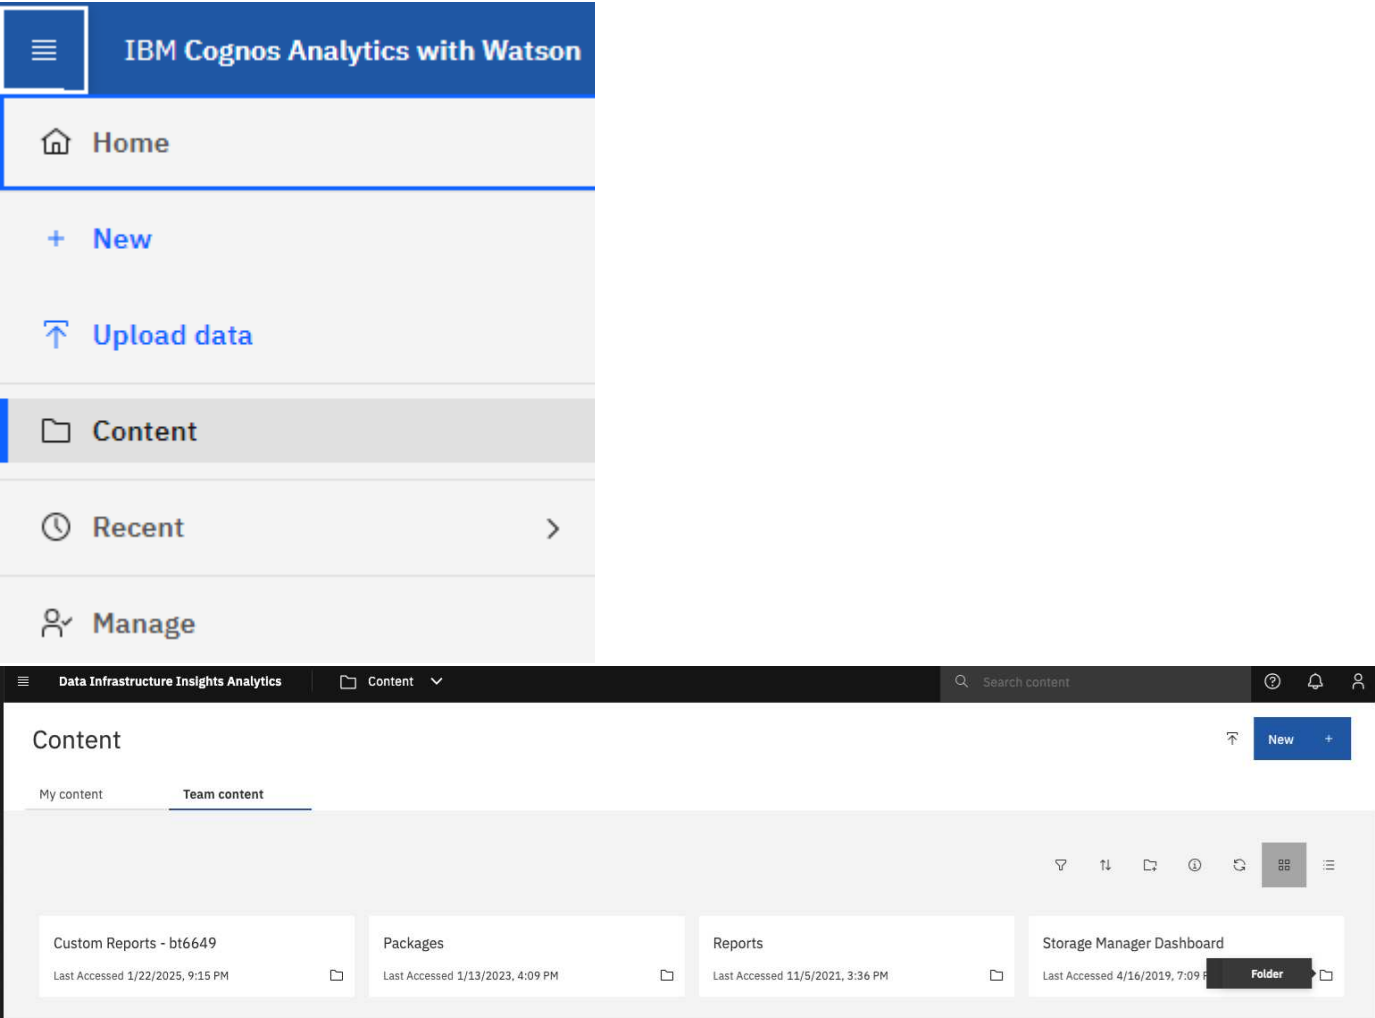 IBM Cognos Analytics with Watson
Home
New
Upload data
Content
Recent
Manage
Data Infrastructure Insights Analytics
Content
Search content
Content
New +
My content
Team content
Custom Reports - bt6649
Last Accessed 1/22/2025, 9:15 PM
Packages
Last Accessed 1/13/2023, 4:09 PM
Reports
Last Accessed 11/5/2021, 3:36 PM
Storage Manager Dashboard
Last Accessed 4/16/2019, 7:09
Folder